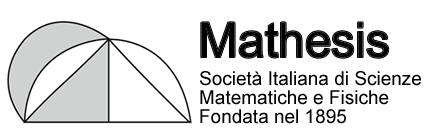 Mathesis
Società Italiana di Scienze
Matematiche e Fisiche
Fondata nel 1895